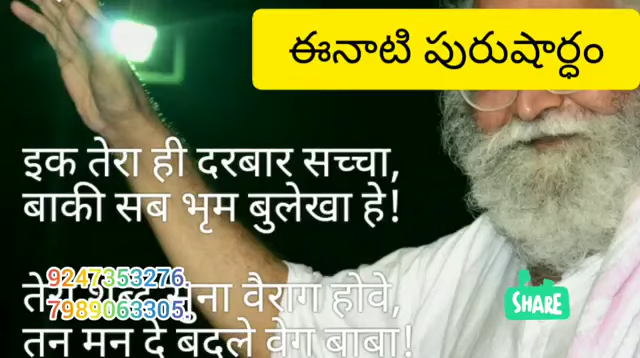 ఈనాటి పురుషార్ధం
इक तेरा ही दरबार सच्चा,
बाकी सब भृम बुलेखा हे!
9247353276.
7989063305.
सुना वैराग होवे,
तन मन दे बदले वेग बाबा!
SHARE